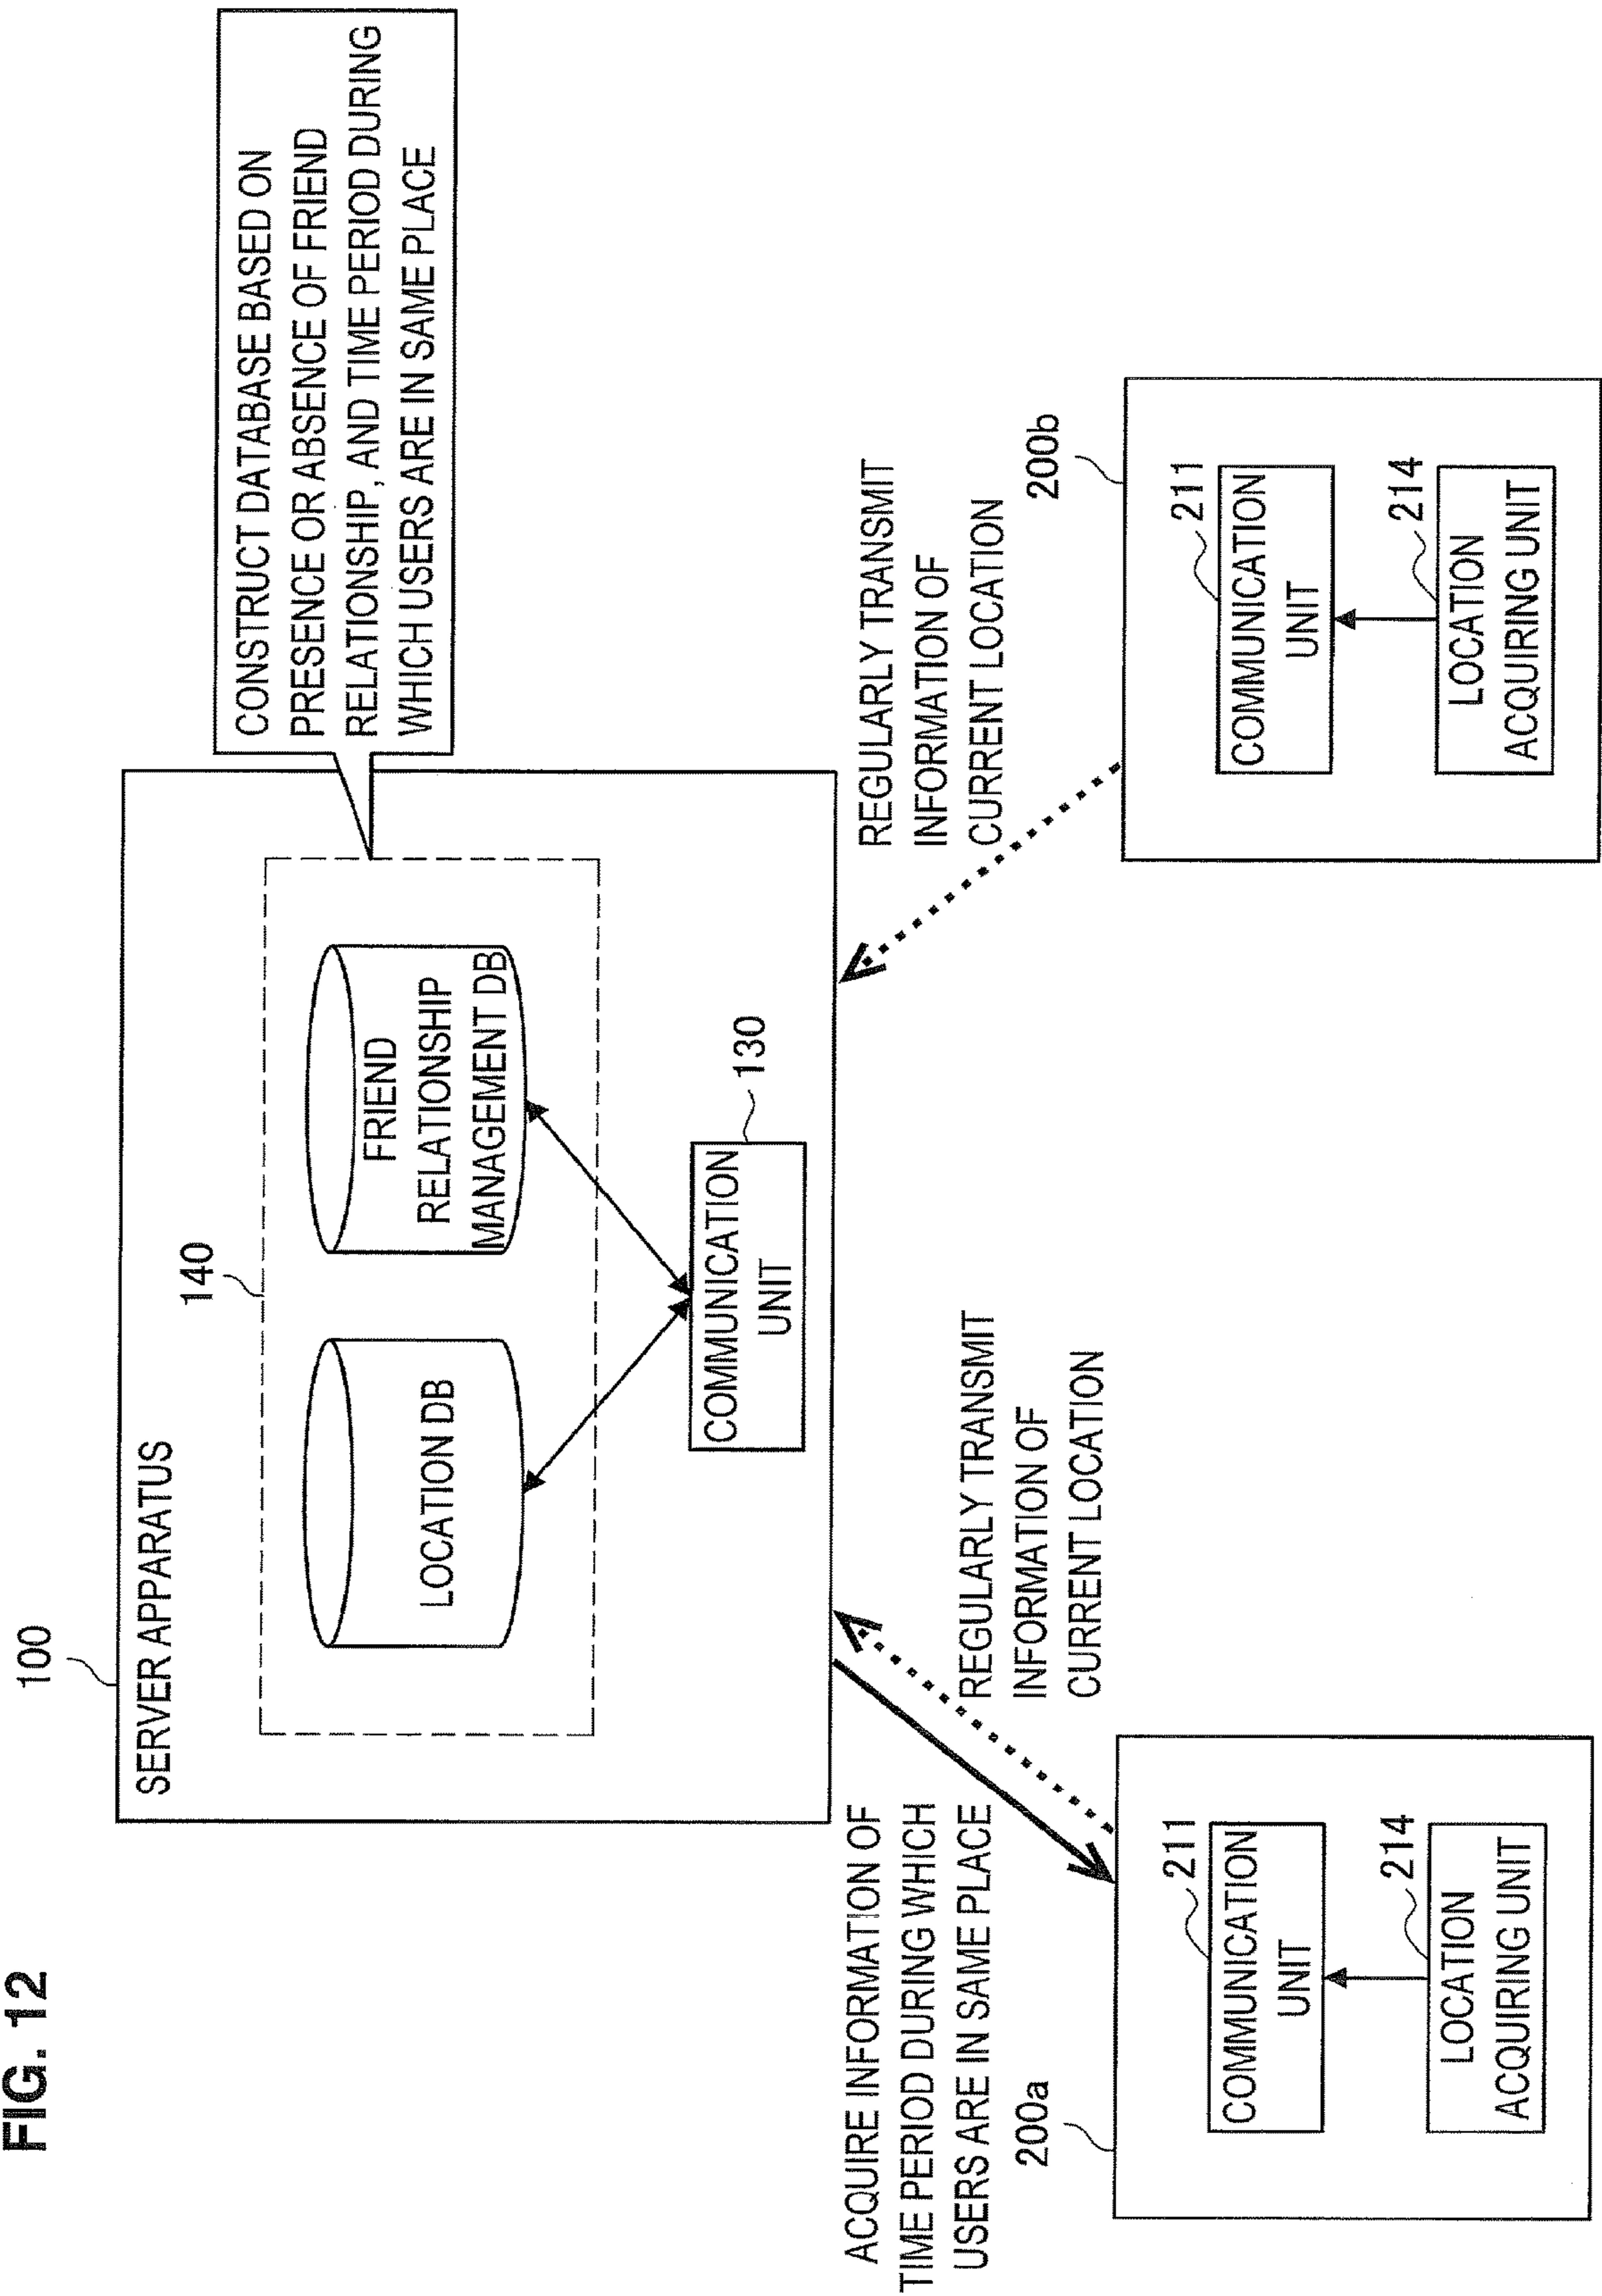 FIG. 12
100
SERVER APPARATUS
140
LOCATION DB
FRIEND
RELATIONSHIP
MANAGEMENT DB
CONSTRUCT DATABASE BASED ON
PRESENCE OR ABSENCE OF FRIEND
RELATIONSHIP, AND TIME PERIOD DURING
WHICH USERS ARE IN SAME PLACE
COMMUNICATION
UNIT
130
ACQUIRE INFORMATION OF
TIME PERIOD DURING WHICH
USERS ARE IN SAME PLACE
REGULARLY TRANSMIT
INFORMATION OF
CURRENT LOCATION
REGULARLY TRANSMIT
INFORMATION OF
CURRENT LOCATION
200a
211
COMMUNICATION
UNIT
214
LOCATION
ACQUIRING UNIT
200b
211
COMMUNICATION
UNIT
214
LOCATION
ACQUIRING UNIT